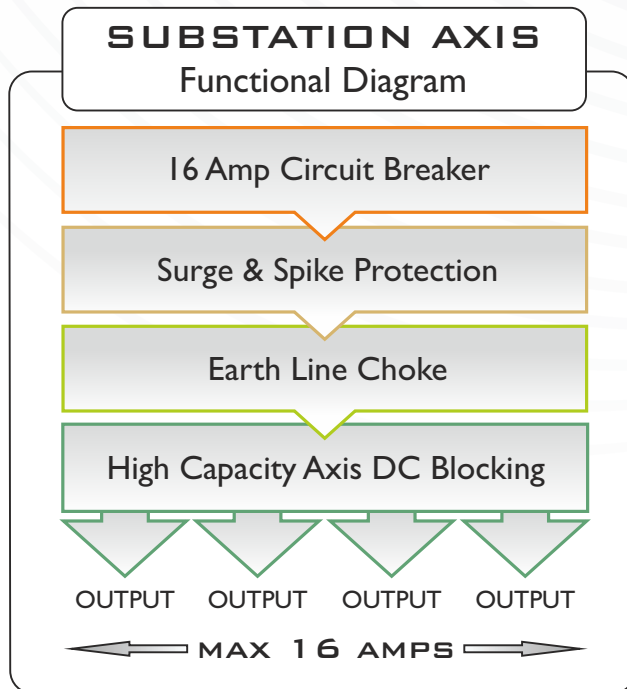 SUBSTATION AXIS
Functional Diagram
16 Amp Circuit Breaker
Surge & Spike Protection
Earth Line Choke
High Capacity Axis DC Blocking
OUTPUT OUTPUT OUTPUT OUTPUT
MAX 16 AMPS